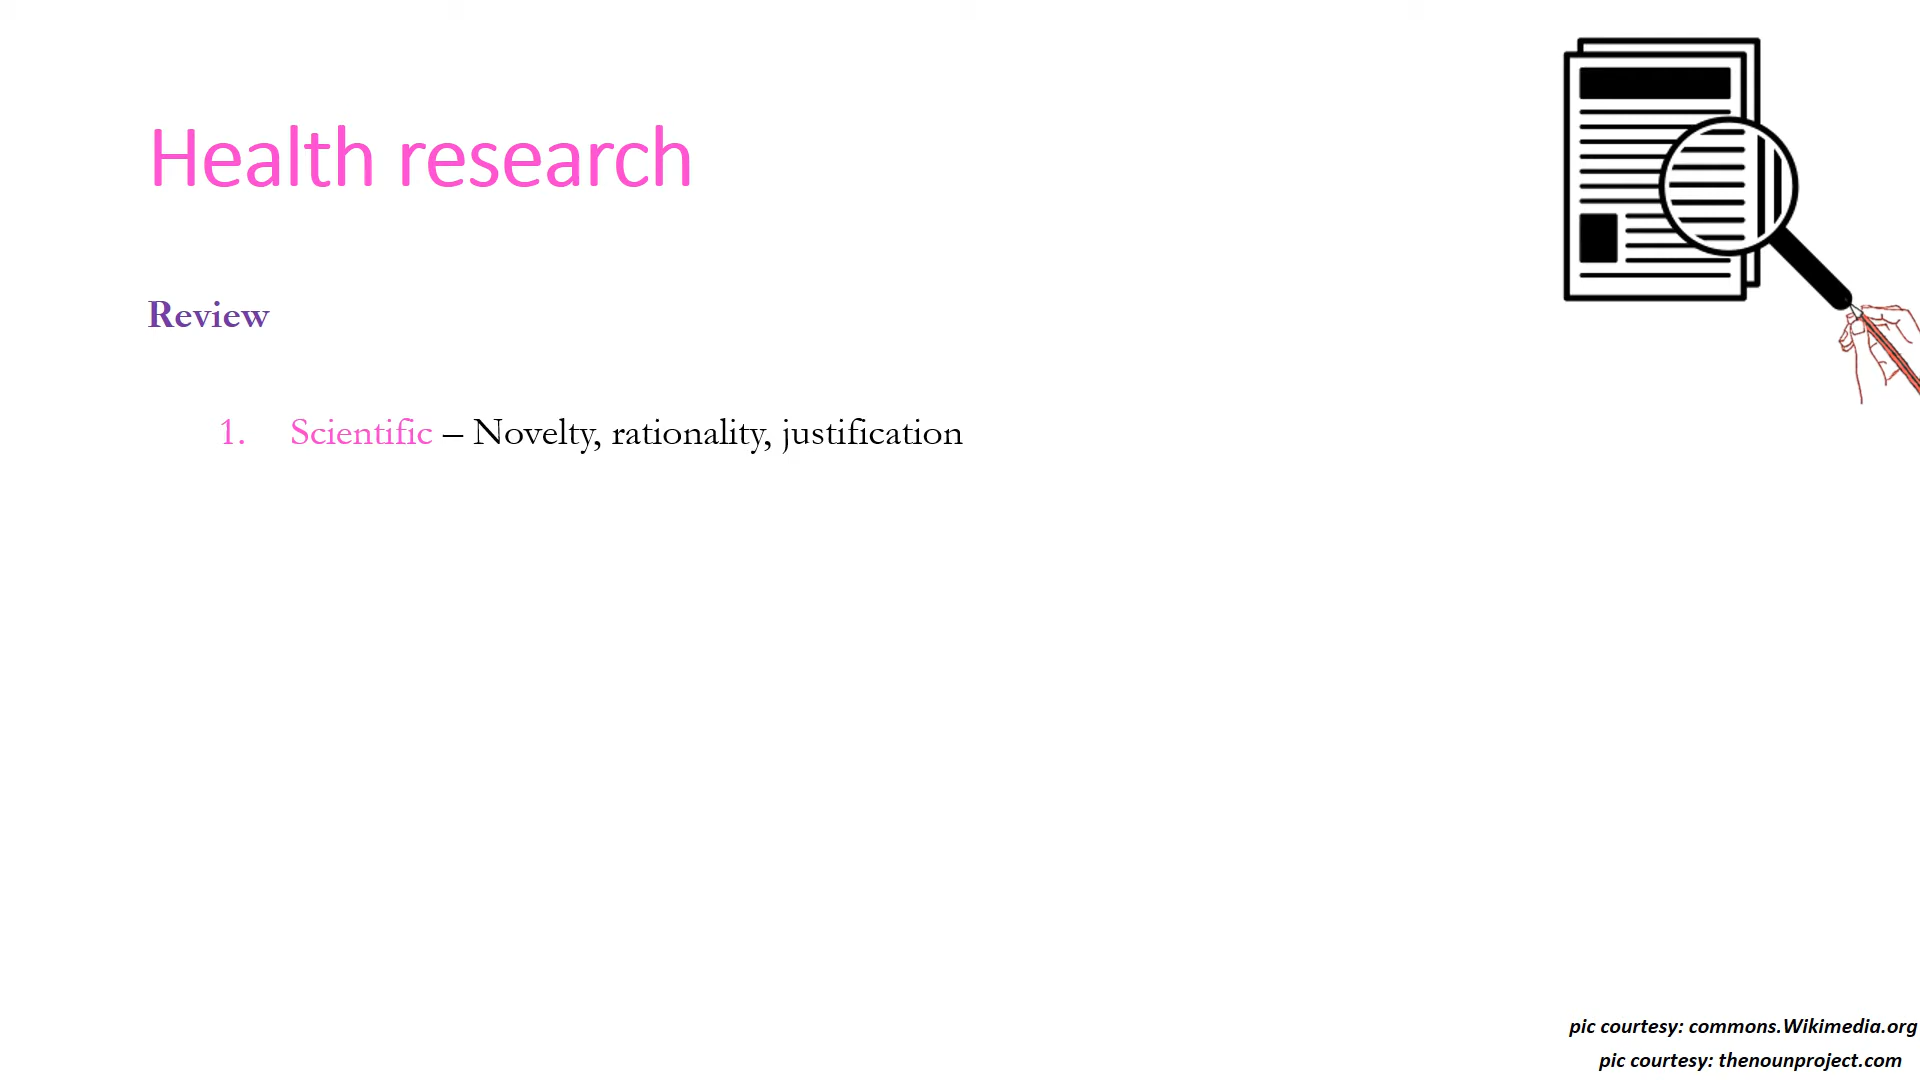 Health research
Review
1. Scientific – Novelty, rationality, justification
pic courtesy: commons.Wikimedia.org
pic courtesy: thenounproject.com